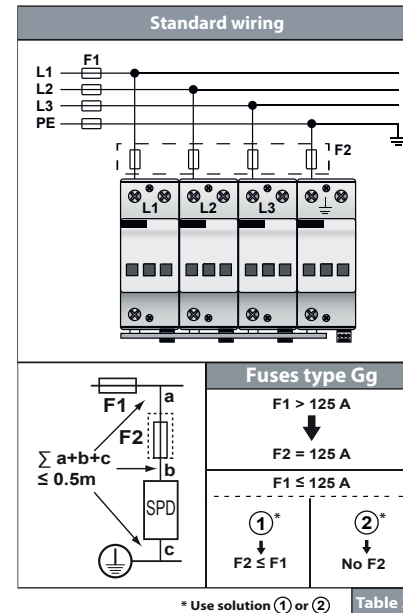 Standard wiring
F1
L1
L2
L3
PE
F2
L1 L2 L3
F1
a
F2
b
∑ a+b+c
≤ 0.5m
SPD
c
Fuses type Gg
F1 > 125 A
F2 = 125 A
F1 ≤ 125 A
1* 2*
F2 ≤ F1 No F2
* Use solution 1 or 2
Table